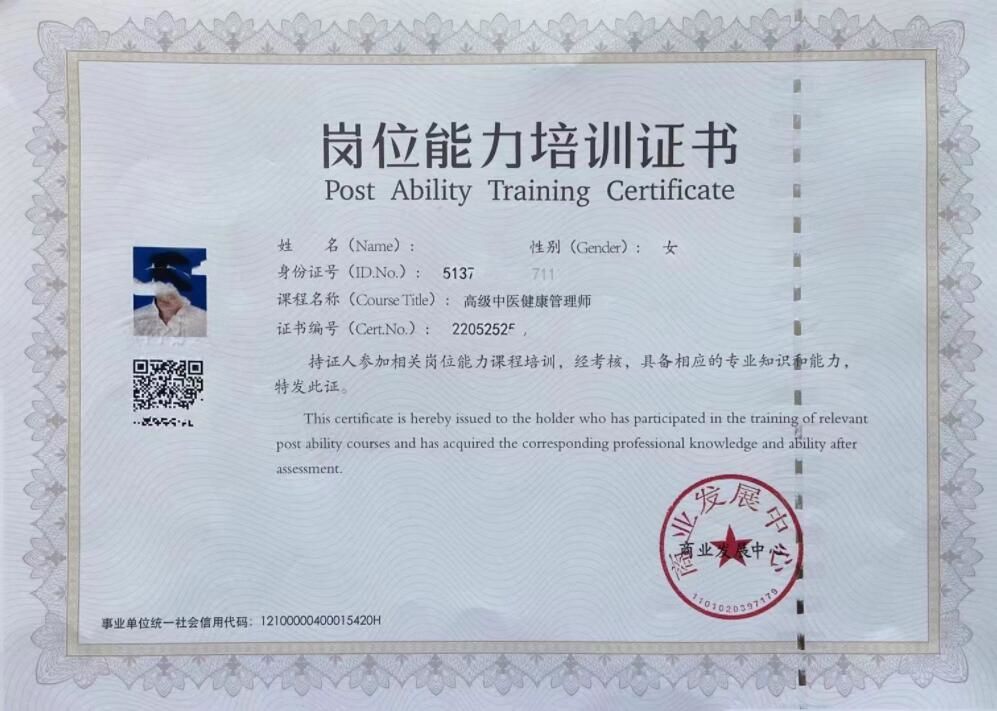 岗位能力培训证书
Post Ability Training Certificate
姓 名（Name）：
性别（Gender）： 女
身份证号（ID.No.）： 5137 711
课程名称（Course Title）： 高级中医健康管理师
证书编号（Cert.No.）： 2205252
持证人参加相关岗位能力课程培训，经考核，具备相应的专业知识和能力，
特发此证。
This certificate is hereby issued to the holder who has participated in the training of relevant
post ability courses and has acquired the corresponding professional knowledge and ability after
assessment.
商业发展中心
商业发展中心
1101020397179
事业单位统一社会信用代码：12100000400015420H